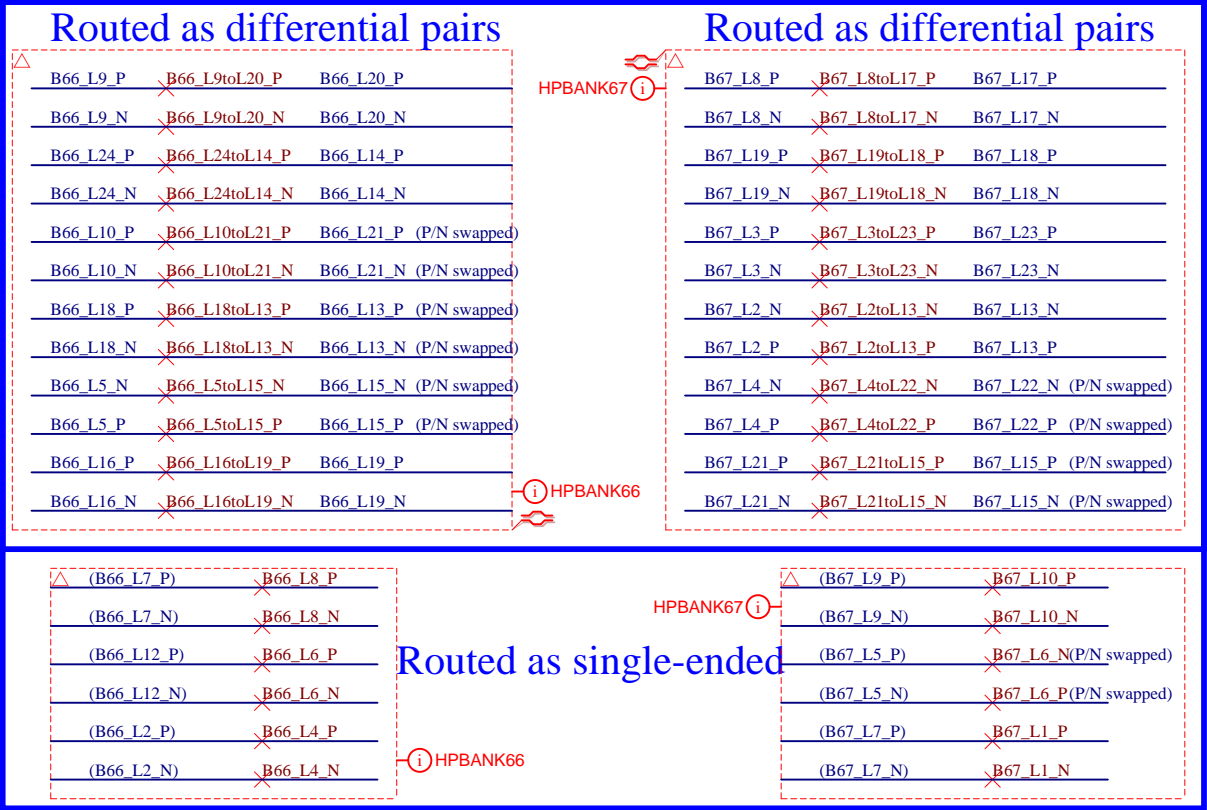 Routed as differential pairs
B66_L9_P B66_L9toL20_P B66_L20_P
B66_L9_N B66_L9toL20_N B66_L20_N
B66_L24_P B66_L24toL14_P B66_L14_P
B66_L24_N B66_L24toL14_N B66_L14_N
B66_L10_P B66_L10toL21_P B66_L21_P (P/N swapped)
B66_L10_N B66_L10toL21_N B66_L21_N (P/N swapped)
B66_L18_P B66_L18toL13_P B66_L13_P (P/N swapped)
B66_L18_N B66_L18toL13_N B66_L13_N (P/N swapped)
B66_L5_N B66_L5toL15_N B66_L15_N (P/N swapped)
B66_L5_P B66_L5toL15_P B66_L15_P (P/N swapped)
B66_L16_P B66_L16toL19_P B66_L19_P
B66_L16_N B66_L16toL19_N B66_L19_N
i HPBANK66
Routed as differential pairs
HPBANK67 i
B67_L8_P B67_L8toL17_P B67_L17_P
B67_L8_N B67_L8toL17_N B67_L17_N
B67_L19_P B67_L19toL18_P B67_L18_P
B67_L19_N B67_L19toL18_N B67_L18_N
B67_L3_P B67_L3toL23_P B67_L23_P
B67_L3_N B67_L3toL23_N B67_L23_N
B67_L2_N B67_L2toL13_N B67_L13_N
B67_L2_P B67_L2toL13_P B67_L13_P
B67_L4_N B67_L4toL22_N B67_L22_N (P/N swapped)
B67_L4_P B67_L4toL22_P B67_L22_P (P/N swapped)
B67_L21_P B67_L21toL15_P B67_L15_P (P/N swapped)
B67_L21_N B67_L21toL15_N B67_L15_N (P/N swapped)
(B66_L7_P) B66_L8_P
(B66_L7_N) B66_L8_N
(B66_L12_P) B66_L6_P
(B66_L12_N) B66_L6_N
(B66_L2_P) B66_L4_P
(B66_L2_N) B66_L4_N
i HPBANK66
Routed as single-ended
HPBANK67 i
(B67_L9_P) B67_L10_P
(B67_L9_N) B67_L10_N
(B67_L5_P) B67_L6_N(P/N swapped)
(B67_L5_N) B67_L6_P(P/N swapped)
(B67_L7_P) B67_L1_P
(B67_L7_N) B67_L1_N